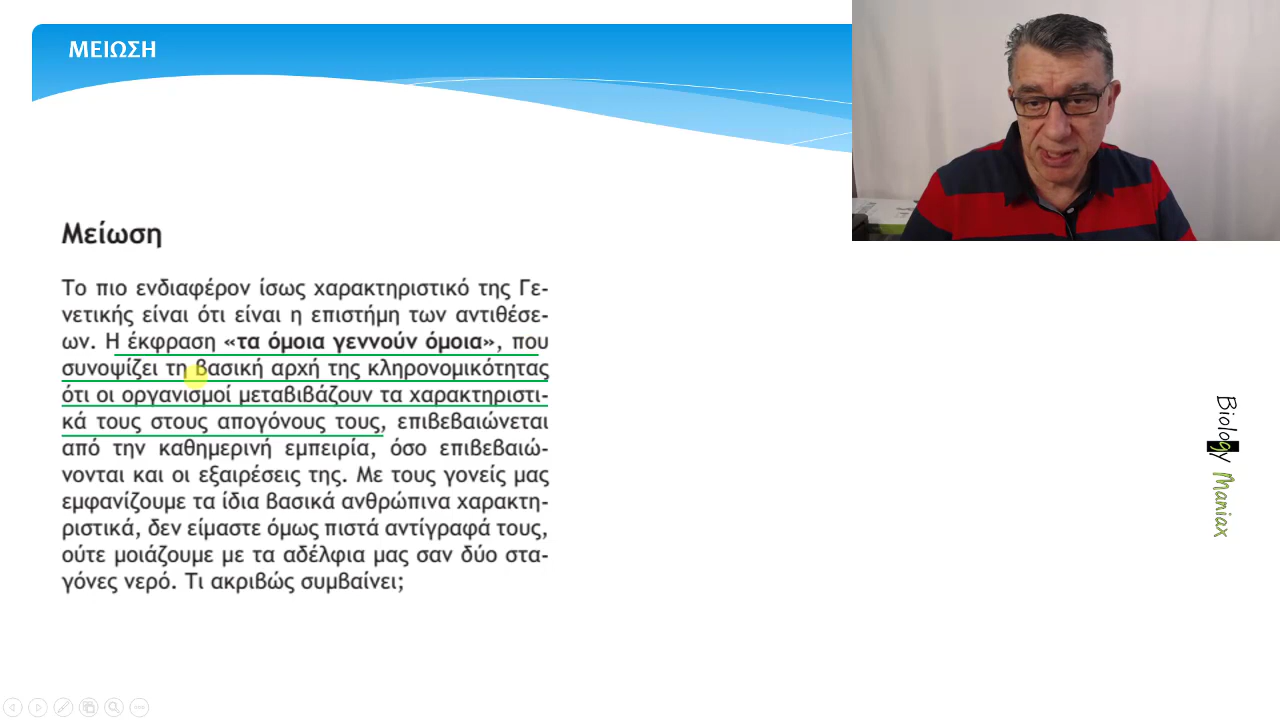 ΜΕΙΩΣΗ
Μείωση
Το πιο ενδιαφέρον ίσως χαρακτηριστικό της Γε-
νετικής είναι ότι είναι η επιστήμη των αντιθέσε-
ων. Η έκφραση «τα όμοια γεννούν όμοια», που
συνοψίζει τη βασική αρχή της κληρονομικότητας
ότι οι οργανισμοί μεταβιβάζουν τα χαρακτηριστι-
κά τους στους απογόνους τους, επιβεβαιώνεται
από την καθημερινή εμπειρία, όσο επιβεβαιώ-
νονται και οι εξαιρέσεις της. Με τους γονείς μας
εμφανίζουμε τα ίδια βασικά ανθρώπινα χαρακτη-
ριστικά, δεν είμαστε όμως πιστά αντίγραφά τους,
ούτε μοιάζουμε με τα αδέλφια μας σαν δύο στα-
γόνες νερό. Τι ακριβώς συμβαίνει;
Biology Maniax